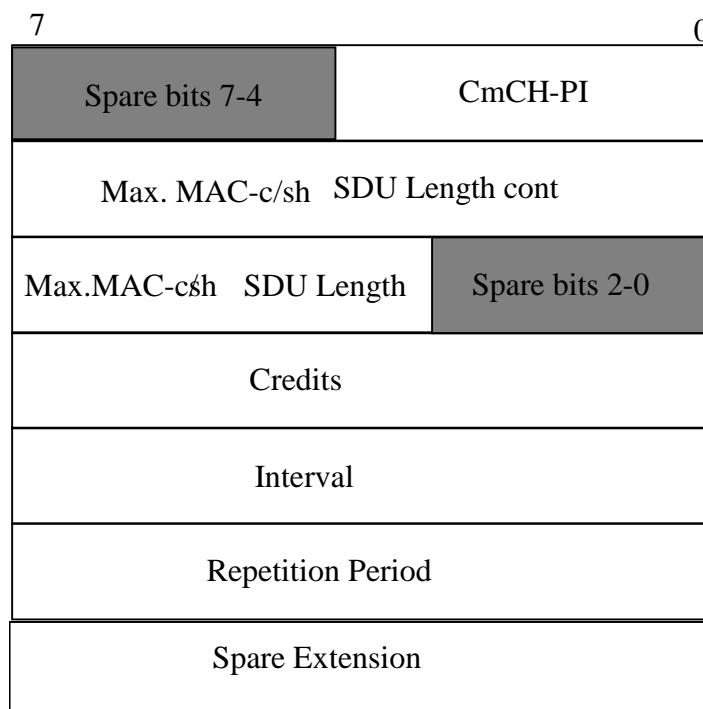 7 0
Spare bits 7-4 CmCH-PI
Max. MAC-c/sh SDU Length cont
Max.MAC-c/sh SDU Length Spare bits 2-0
Credits
Interval
Repetition Period
Spare Extension